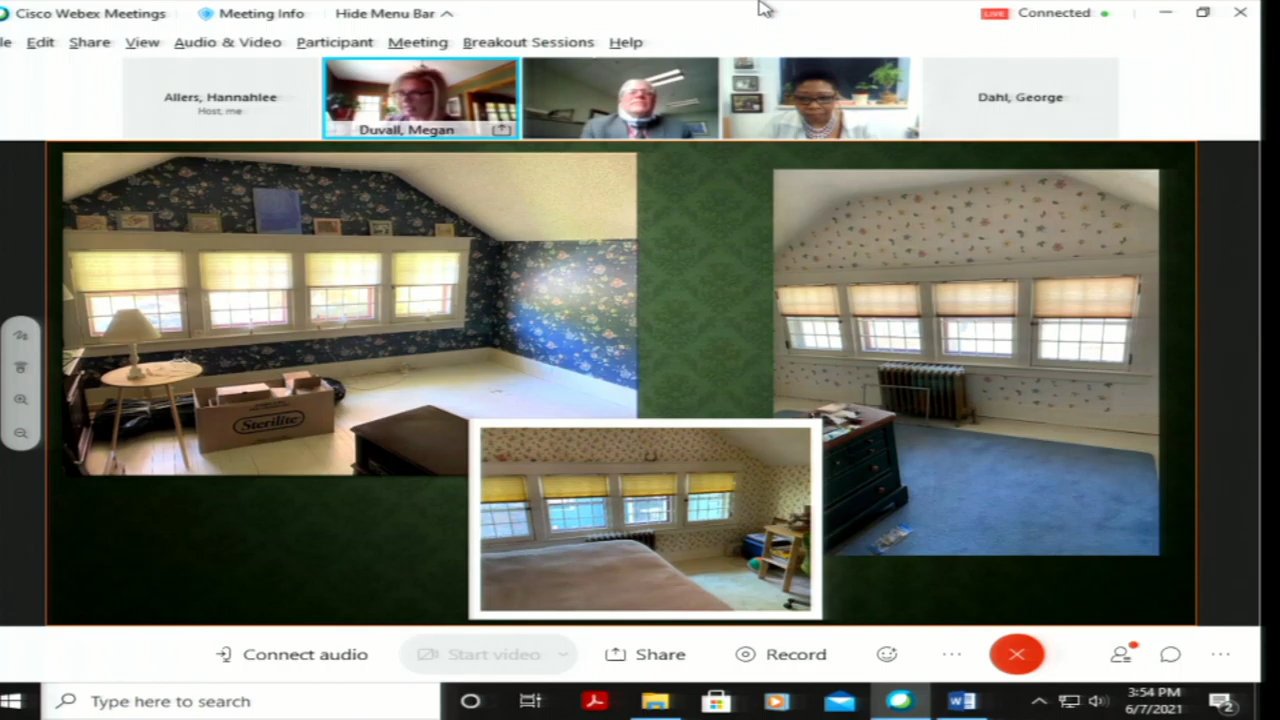 Cisco Webex Meetings Meeting Info Hide Menu Bar LIVE Connected
le Edit Share View Audio & Video Participant Meeting Breakout Sessions Help
Allers, Hannahlee
Host, me
Duvall, Megan
Dahl, George
Sterilite
Connect audio Start video Share Record
Type here to search
3:54 PM
6/7/2021
2